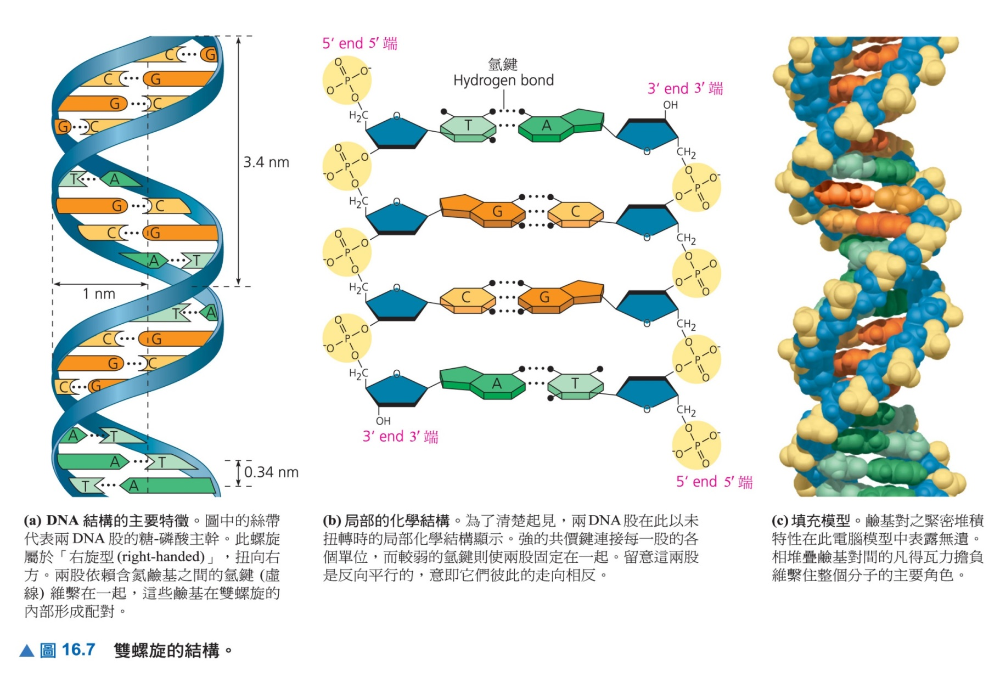 C G
C G
G C
G C
T A
G C
C G
A T
T A
C G
G C
C G
A T
A T
T A
3.4 nm
1 nm
0.34 nm
5‘ end 5’ 端
氫鍵
Hydrogen bond
3‘ end 3’ 端
OH
O
P
O-
O
O
H2C
O
T
A
O
CH2
O
P
O-
O
-O
O
H2C
O
G
C
O
CH2
O
P
O-
O
O
-O
O
H2C
O
C
G
O
CH2
O
P
O
O-
O
-O
O
H2C
O
A
T
O
CH2
OH
3‘ end 3’ 端
O
P
O-
-O
O
5‘ end 5’ 端
(a) DNA 結構的主要特徵。圖中的絲帶
代表兩 DNA 股的糖-磷酸主幹。此螺旋
屬於「右旋型 (right-handed)」，扭向右
方。兩股依賴含氮鹼基之間的氫鍵 (虛
線) 維繫在一起，這些鹼基在雙螺旋的
內部形成配對。
(b) 局部的化學結構。為了清楚起見，兩 DNA 股在此以未
扭轉時的局部化學結構顯示。強的共價鍵連接每一股的各
個單位，而較弱的氫鍵則使兩股固定在一起。留意這兩股
是反向平行的，意即它們彼此的走向相反。
(c) 填充模型。鹼基對之緊密堆積
特性在此電腦模型中表露無遺。
相堆疊鹼基對間的凡得瓦力擔負
維繫住整個分子的主要角色。
▲ 圖 16.7 雙螺旋的結構。